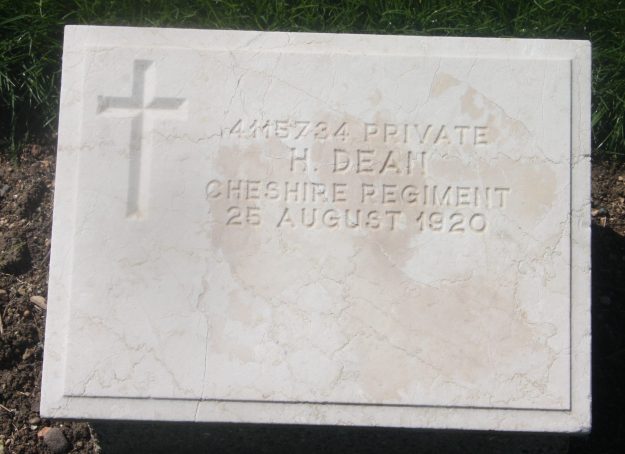 4115734 PRIVATE
H. DEAN
CHESHIRE REGIMENT
25 AUGUST 1920